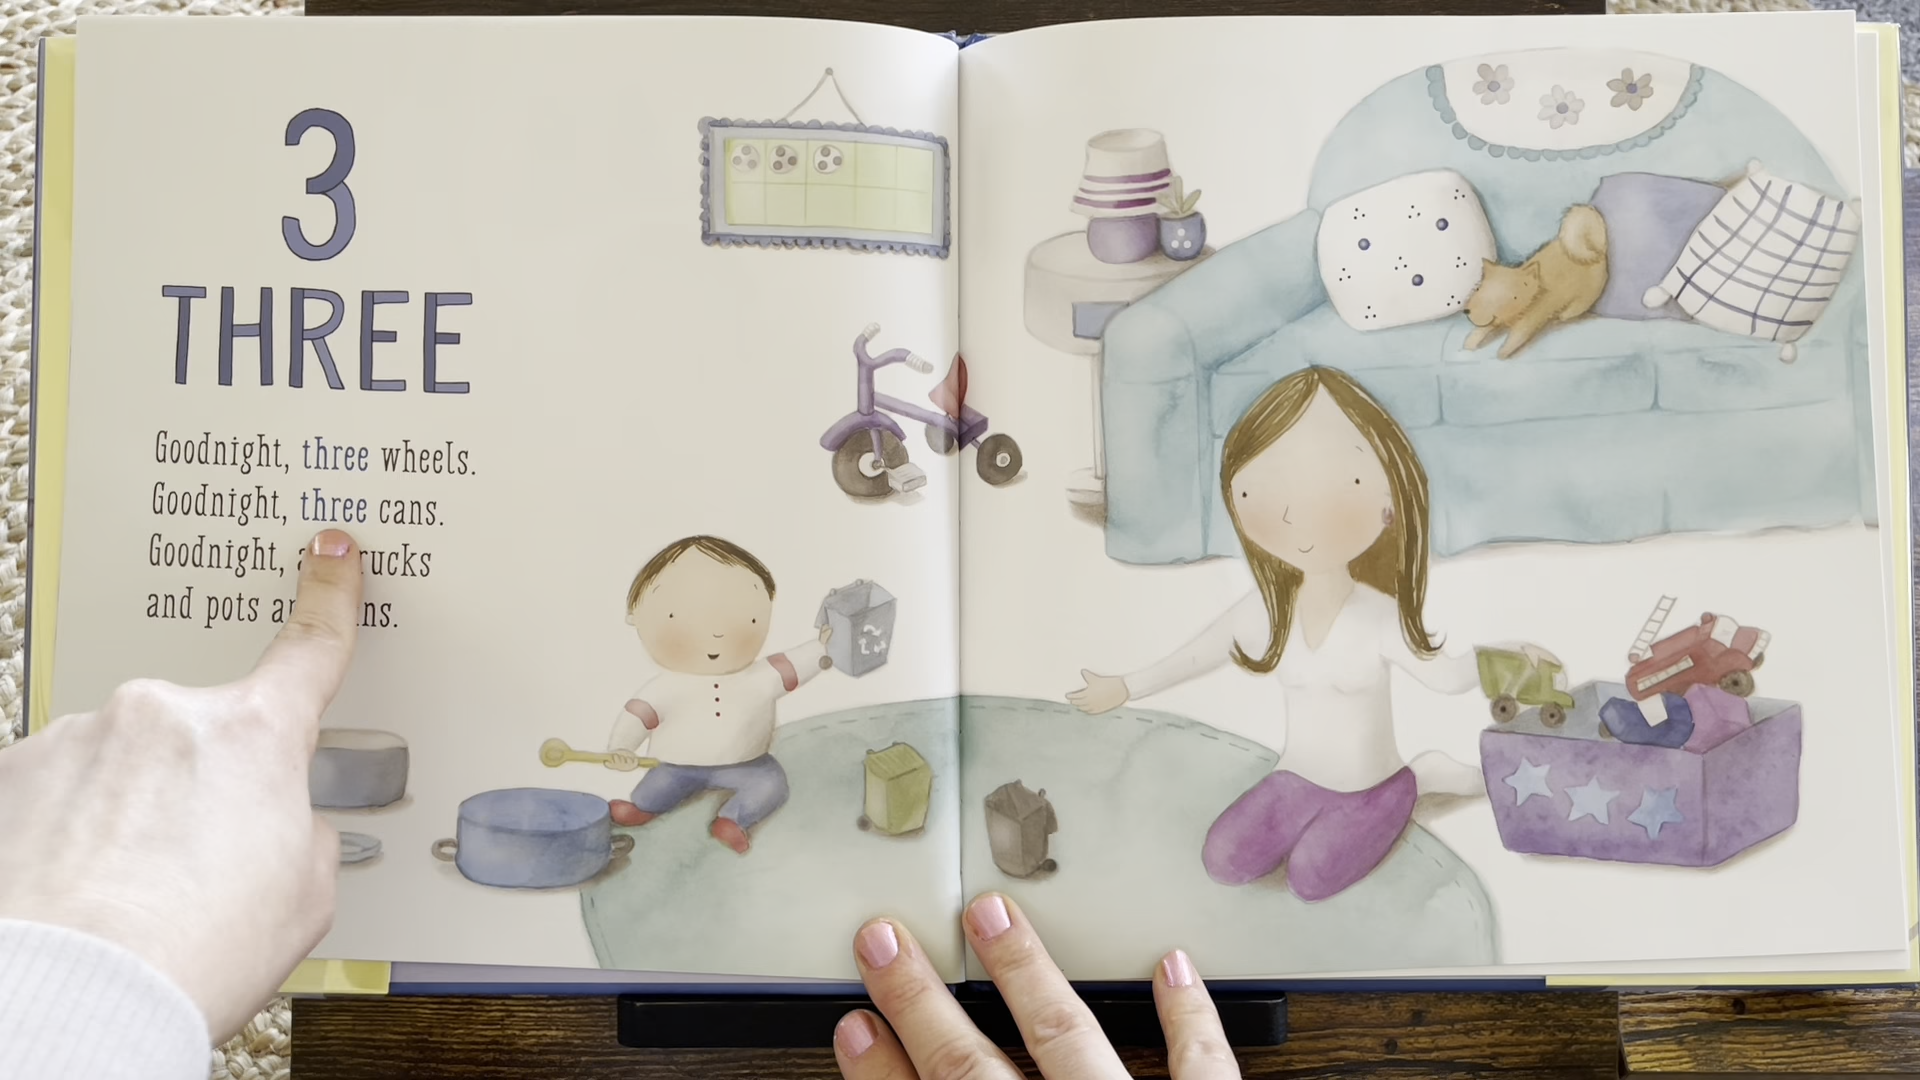 3
THREE
Goodnight, three wheels.
Goodnight, three cans.
Goodnight,
and pots